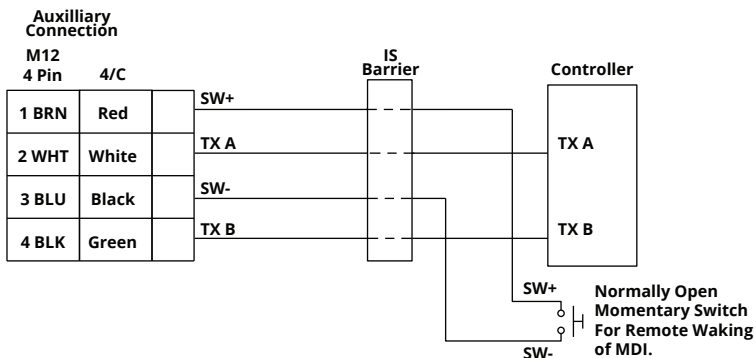 Auxilliary
Connection
M12
4 Pin
4/C
IS
Barrier
Controller
1 BRN
Red
SW+
2 WHT
White
TX A
TX A
3 BLU
Black
SW-
4 BLK
Green
TX B
TX B
SW+
SW-
Normally Open
Momentary Switch
For Remote Waking
of MDI.